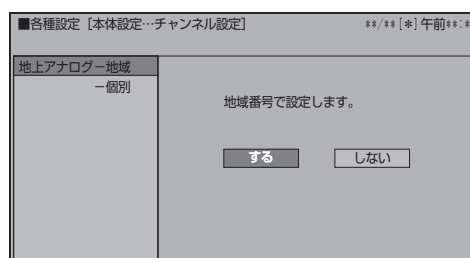 ■各種設定 [本体設定…チャンネル設定] **/**[*]午前**:*
地上アナログー地域
ー個別
地域番号で設定します。
する しない